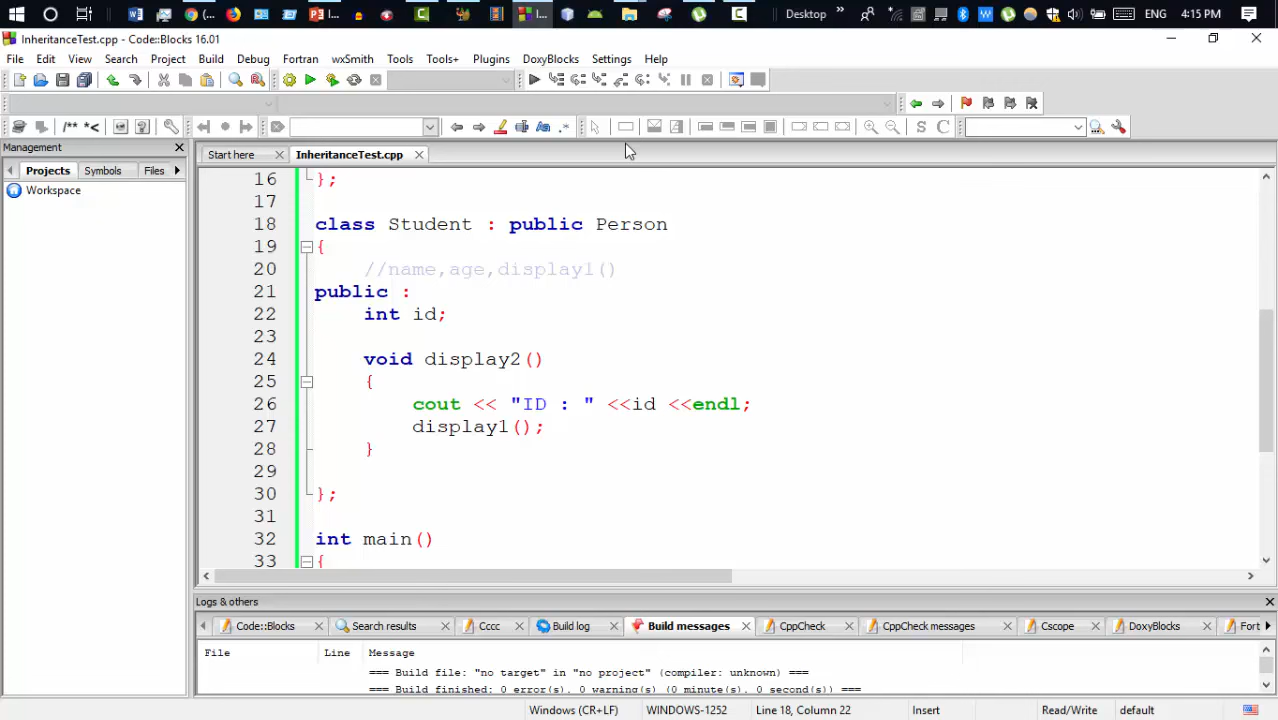 Desktop
ENG
4:15 PM
InheritanceTest.cpp - Code::Blocks 16.01
File Edit View Search Project Build Debug Fortran wxSmith Tools Tools+ Plugins DoxyBlocks Settings Help
/** *<
S C
Management
Start here
InheritanceTest.cpp
Projects Symbols Files
Workspace
16 };
17
18 class Student : public Person
19 {
20 //name,age,display1()
21 public :
22 int id;
23
24 void display2()
25 {
26 cout << "ID : " <<id <<endl;
27 display1();
28 }
29
30 };
31
32 int main()
33 {
Logs & others
Code::Blocks Search results Cccc Build log Build messages CppCheck CppCheck messages Cscope DoxyBlocks Fort
File Line Message
=== Build file: "no target" in "no project" (compiler: unknown) ===
=== Build finished: 0 error(s), 0 warning(s) (0 minute(s), 0 second(s)) ===
Windows (CR+LF) WINDOWS-1252 Line 18, Column 22 Insert Read/Write default